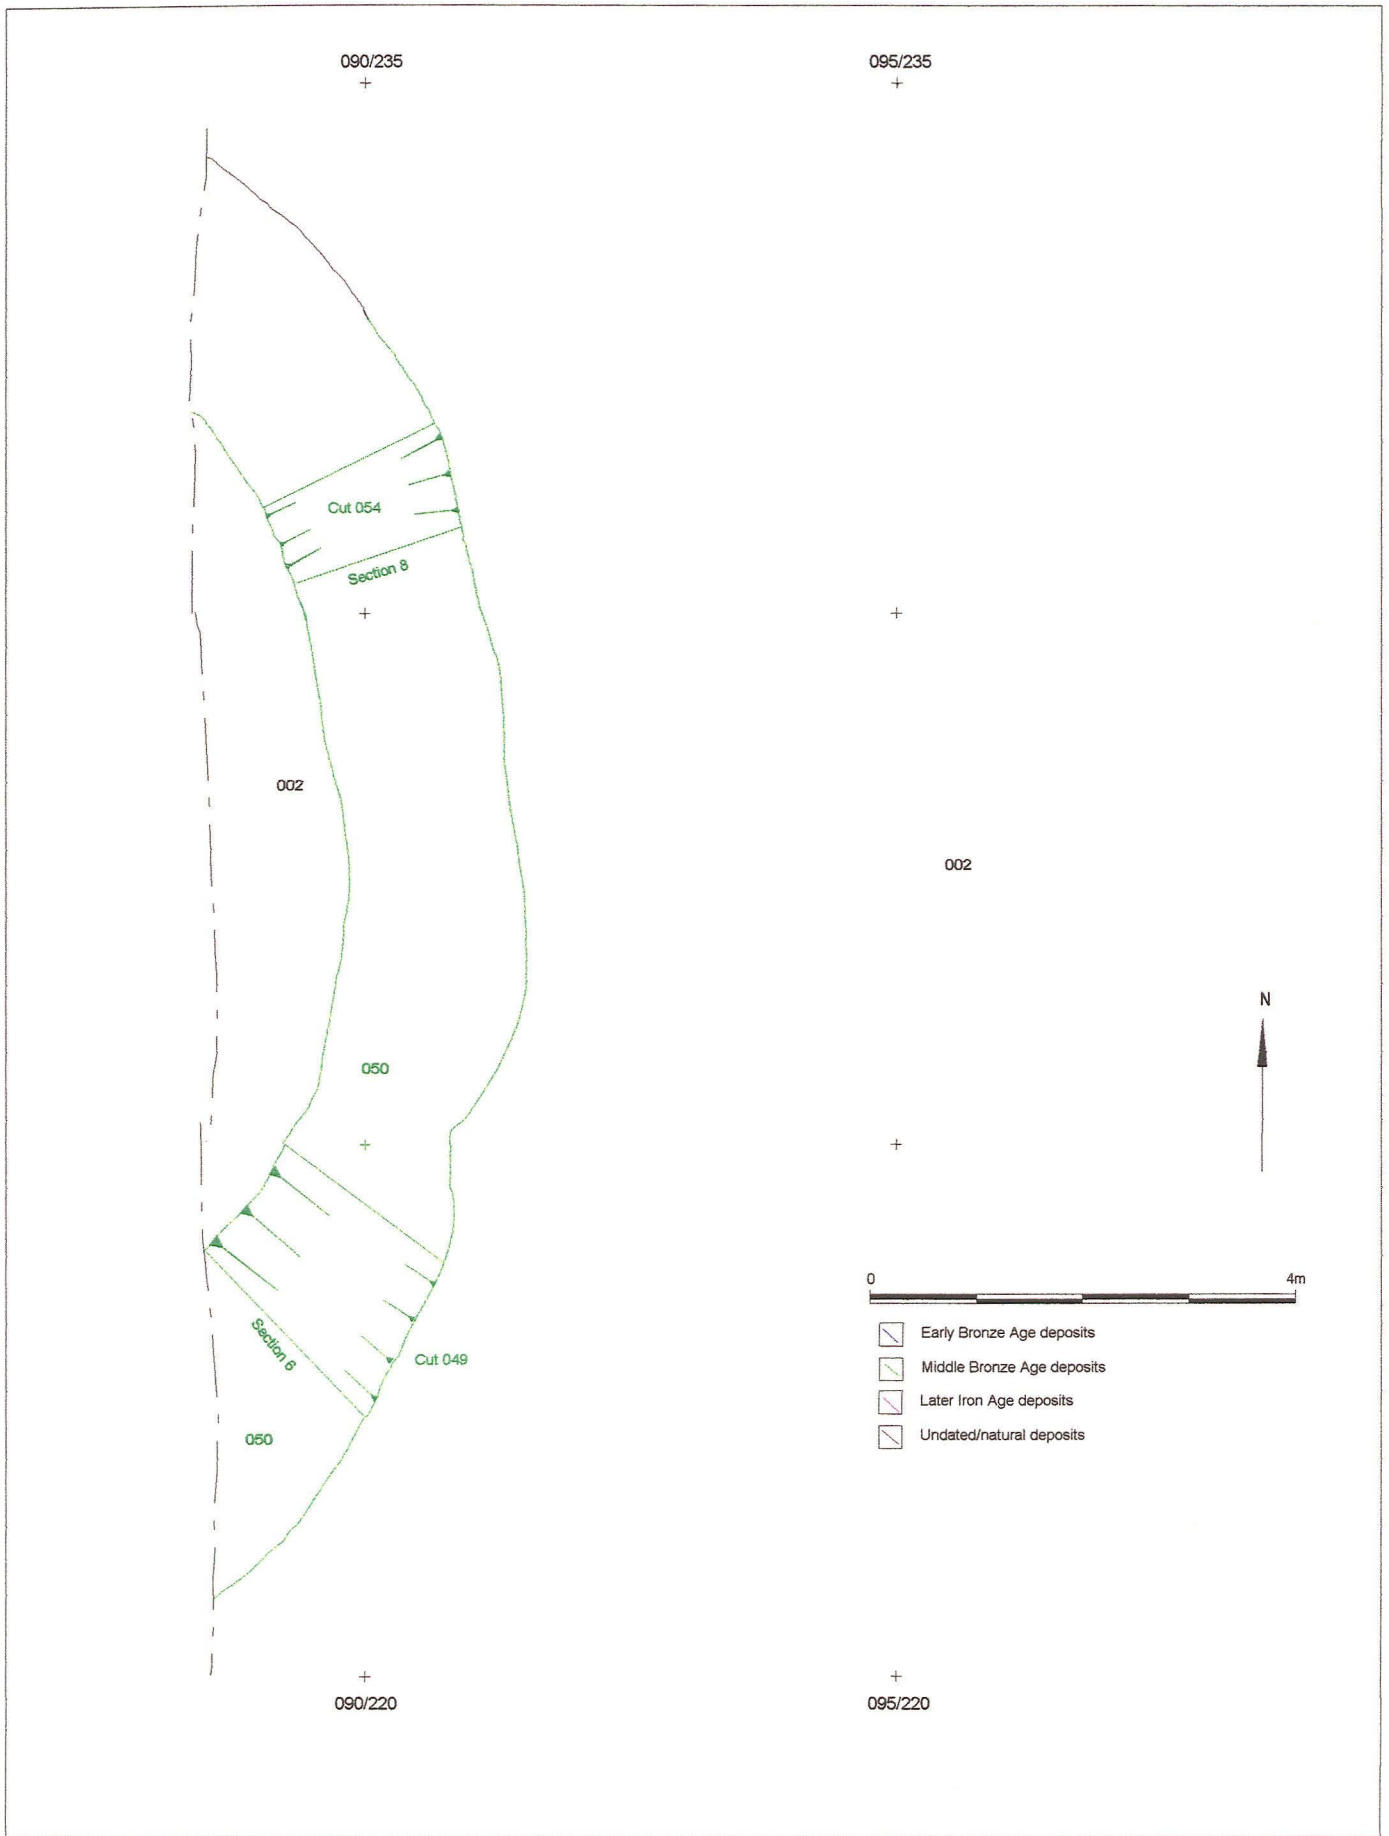 090/235
095/235
Cut 054
Section 8
002
002
N
050
0
4m
Section 6
Cut 049
Early Bronze Age deposits
Middle Bronze Age deposits
Later Iron Age deposits
Undated/natural deposits
050
090/220
095/220